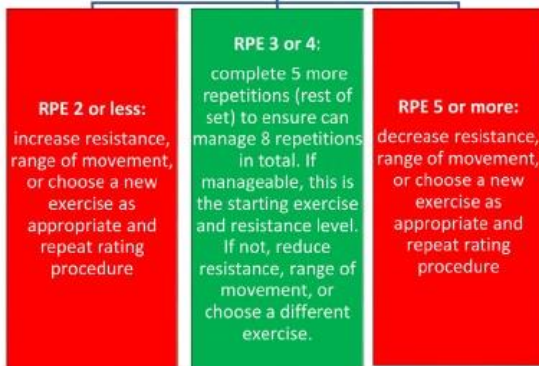 RPE 2 or less:
increase resistance,
range of movement,
or choose a new
exercise as
appropriate and
repeat rating
procedure
RPE 3 or 4:
complete 5 more
repetitions (rest of
set) to ensure can
manage 8 repetitions
in total. If
manageable, this is
the starting exercise
and resistance level.
If not, reduce
resistance, range of
movement, or
choose a different
exercise.
RPE 5 or more:
decrease resistance,
range of movement,
or choose a new
exercise as
appropriate and
repeat rating
procedure